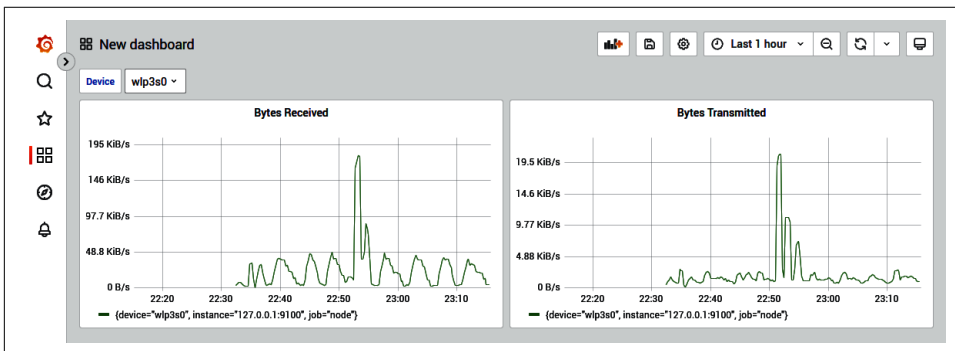 New dashboard
Last 1 hour
Device wlp3s0
Bytes Received
195 KiB/s
146 KiB/s
97.7 KiB/s
48.8 KiB/s
0 B/s
22:20 22:30 22:40 22:50 23:00 23:10
{device="wlp3s0", instance="127.0.0.1:9100", job="node"}
Bytes Transmitted
19.5 KiB/s
14.6 KiB/s
9.77 KiB/s
4.88 KiB/s
0 B/s
22:20 22:30 22:40 22:50 23:00 23:10
{device="wlp3s0", instance="127.0.0.1:9100", job="node"}